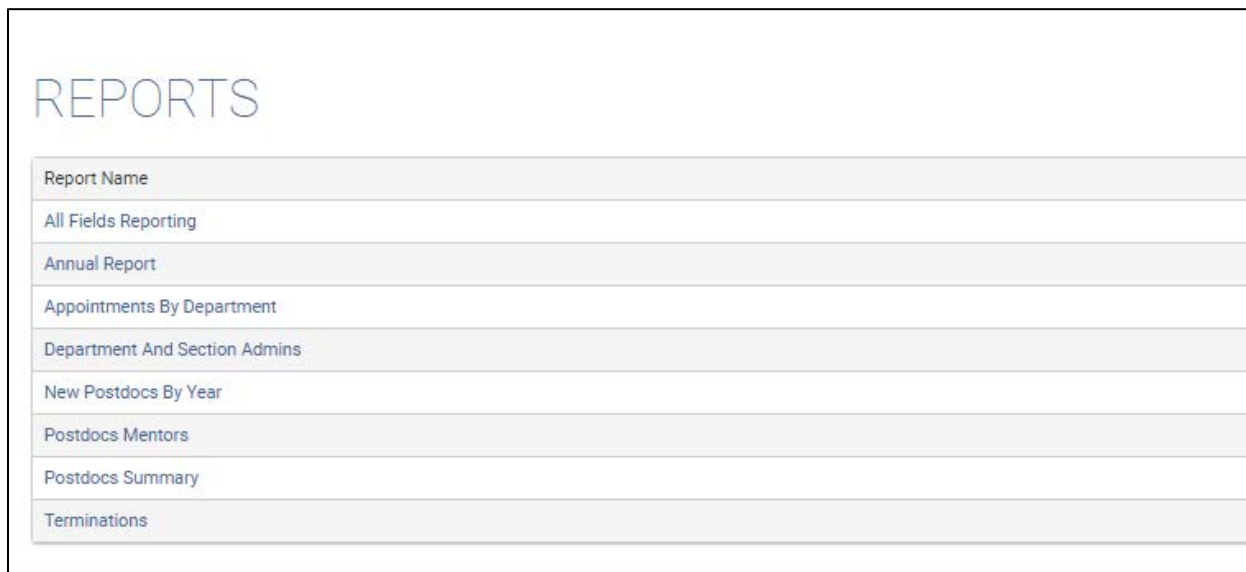 REPORTS
Report Name
All Fields Reporting
Annual Report
Appointments By Department
Department And Section Admins
New Postdocs By Year
Postdocs Mentors
Postdocs Summary
Terminations